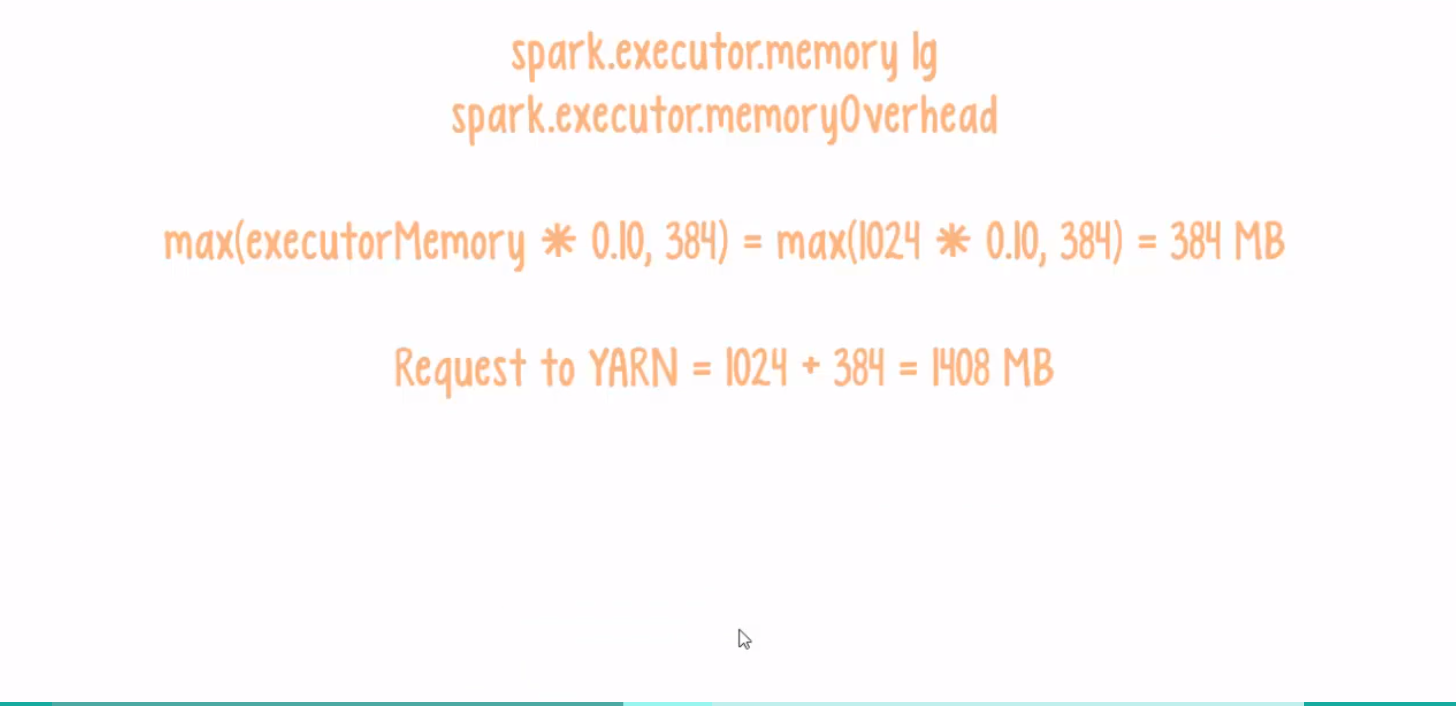 spark.executor.memory 1g
spark.executor.memoryOverhead
max(executorMemory * 0.10, 384) = max(1024 * 0.10, 384) = 384 MB
Request to YARN = 1024 + 384 = 1408 MB